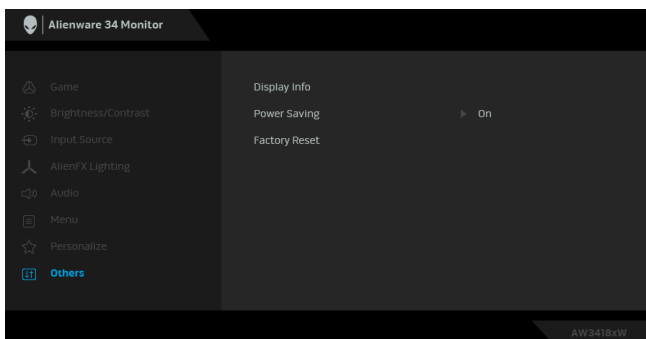 Alienware 34 Monitor
Game
Brightness/Contrast
Input Source
AlienFX Lighting
Audio
Menu
Personalize
Others
Display Info
Power Saving On
Factory Reset
AW3418xW